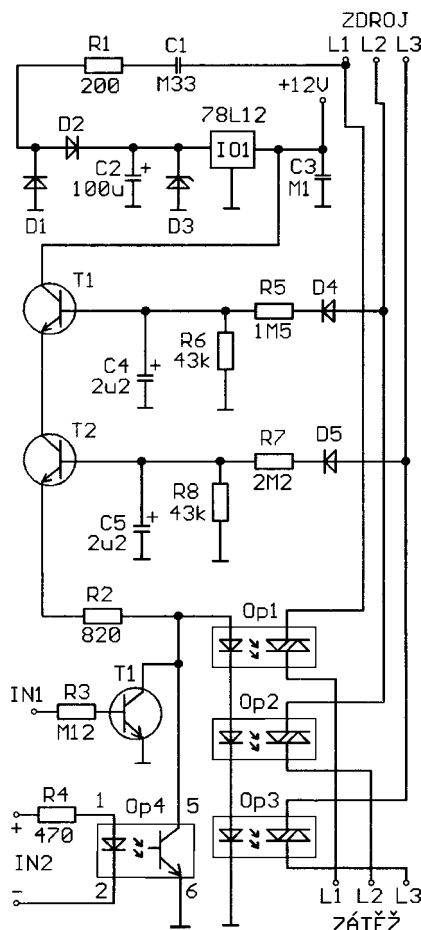 ZDROJ
L1 L2 L3
R1
200
C1
M33
+12V
78L12
IO1
D2
C2 +
100u
D1
D3
C3
M1
T1
R5
1M5
D4
R6
43k
C4 +
2u2
T2
R7
2M2
D5
R8
43k
C5 +
2u2
R2
820
Op1
T1
IN1
R3
M12
Op2
R4
470
1
Op4
5
Op3
+
IN2
-
2
6
L1 L2 L3
ZÁTĚŽ